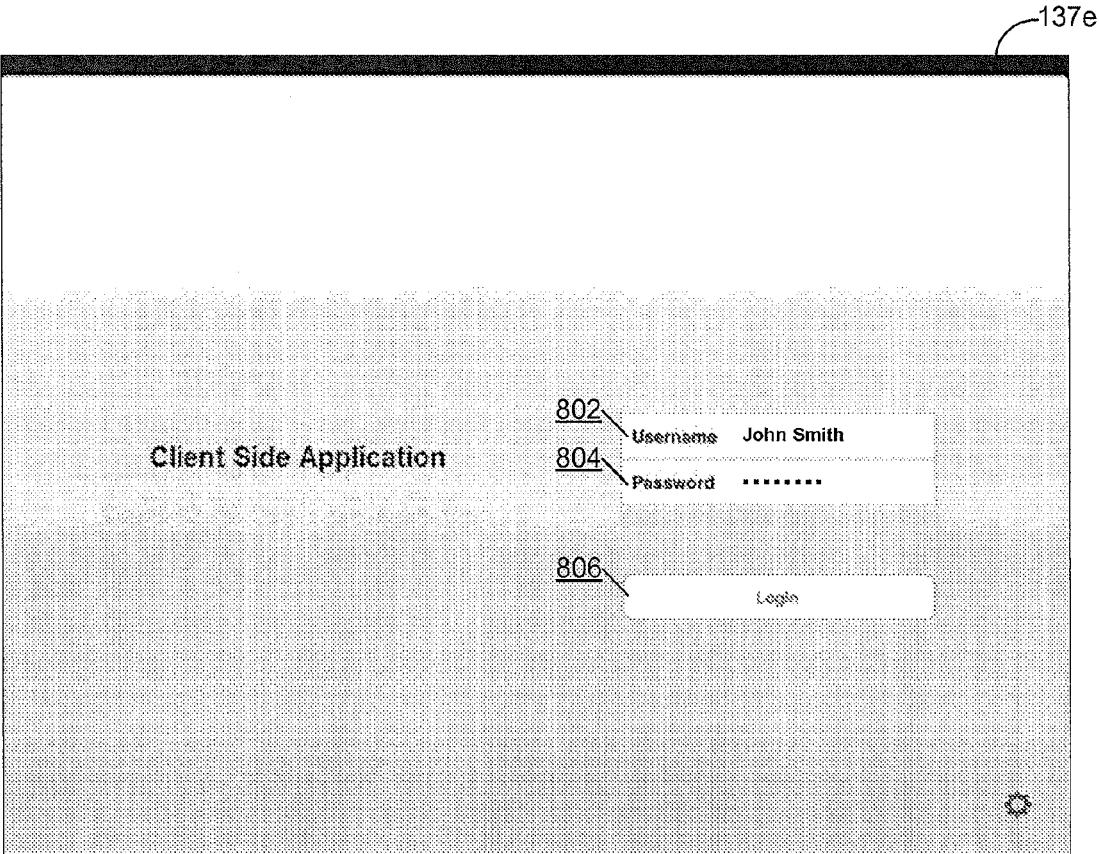 137e
802
Username John Smith
Client Side Application
804
Password ▪▪▪▪▪▪▪▪
806
Login